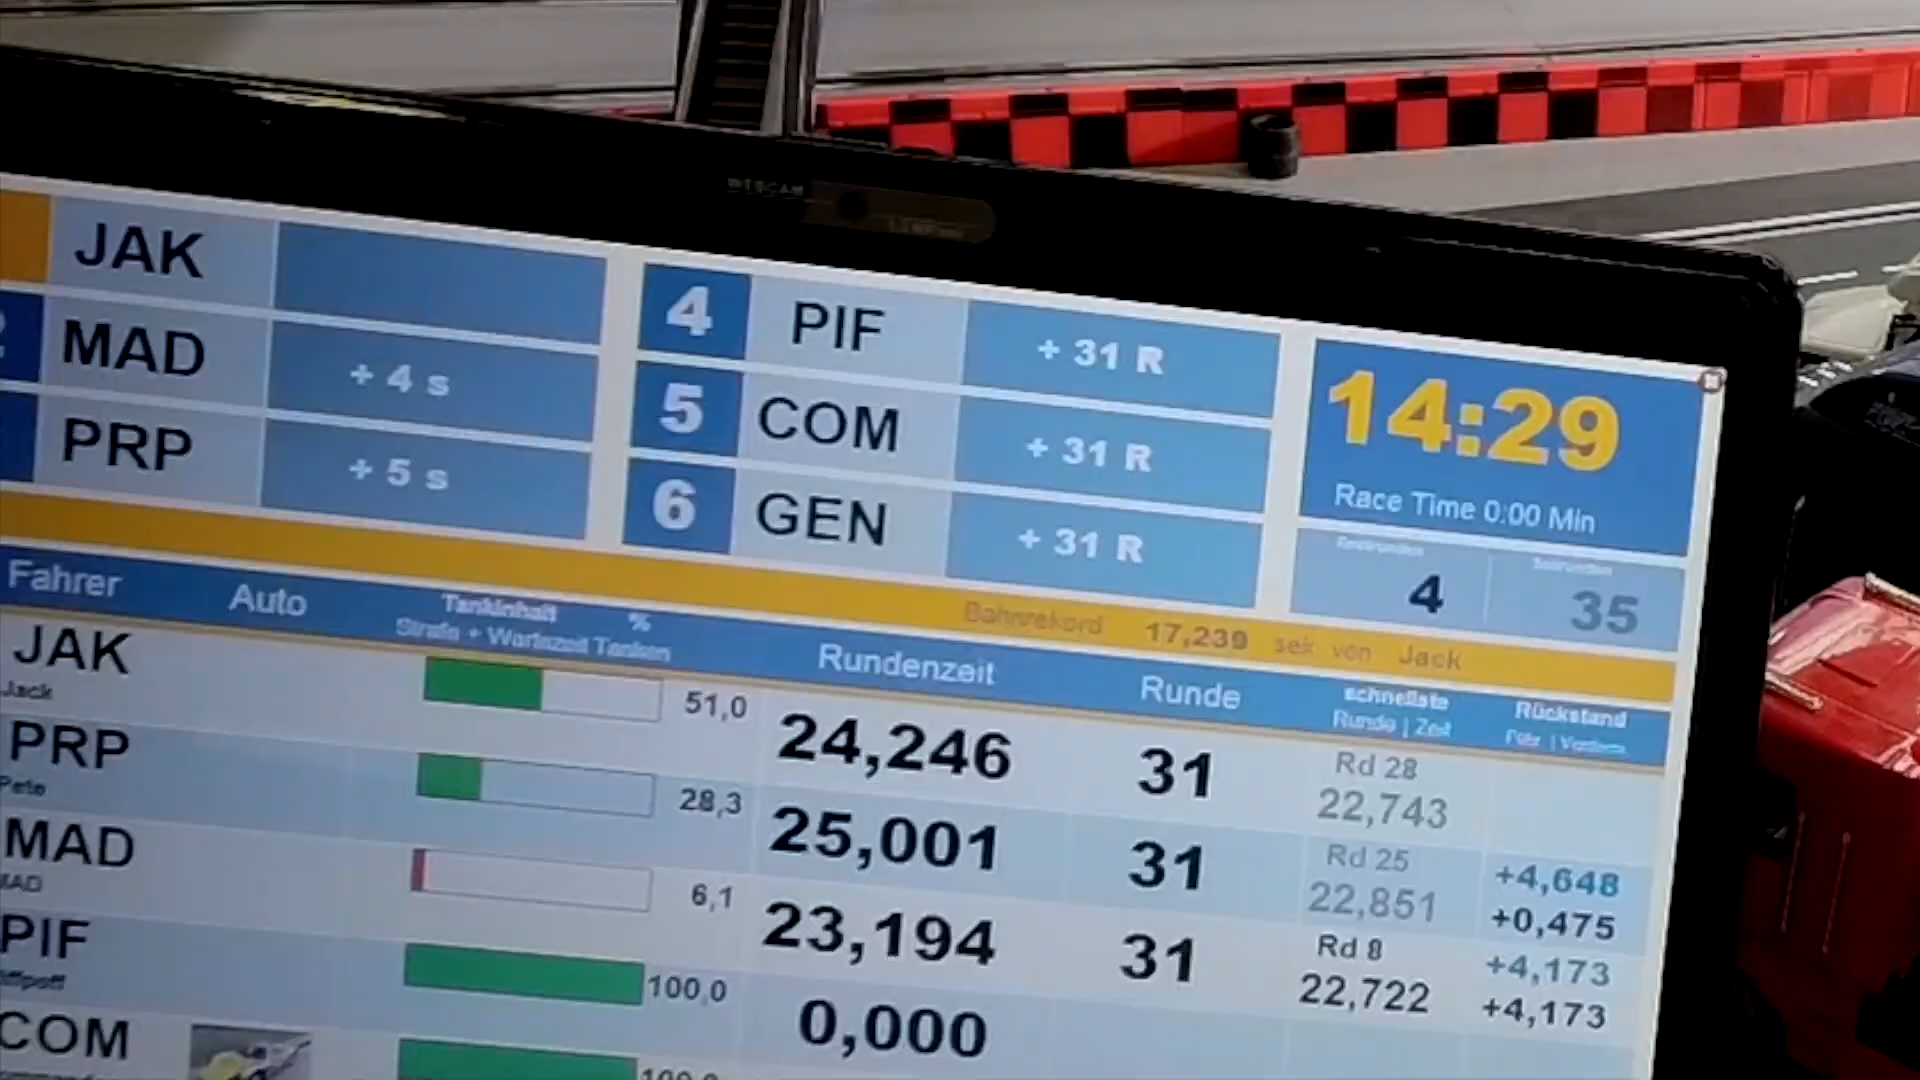 WEBCAM
JAK
MAD + 4 s
PRP + 5 s
4 PIF + 31 R
5 COM + 31 R
6 GEN + 31 R
14:29
Race Time 0:00 Min
4 35
Bahnrekord 17,239 sek von Jack
Fahrer Auto Tankinhalt % Rundenzeit Runde schnellste Rückstand
Strafe + Wartezeit Tanken Runde | Zeit
JAK 51,0 24,246 31 Rd 28
Jack 22,743
PRP 28,3 25,001 31 Rd 25 +4,648
Pete 22,851 +0,475
MAD 6,1 23,194 31 Rd 8 +4,173
MAD 22,722 +4,173
PIF 100,0 0,000
COM 100,0